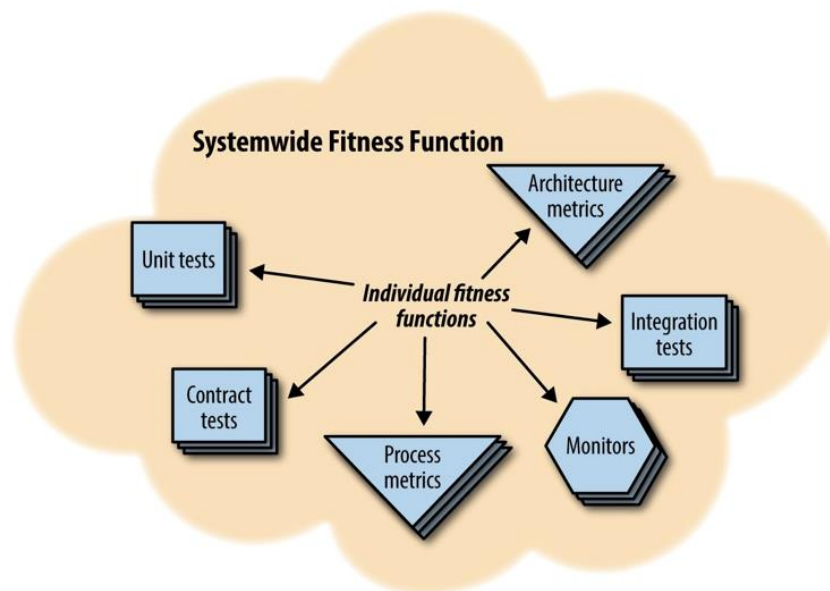 Systemwide Fitness Function
Architecture
metrics
Unit tests
Individual fitness
functions
Integration
tests
Contract
tests
Process
metrics
Monitors